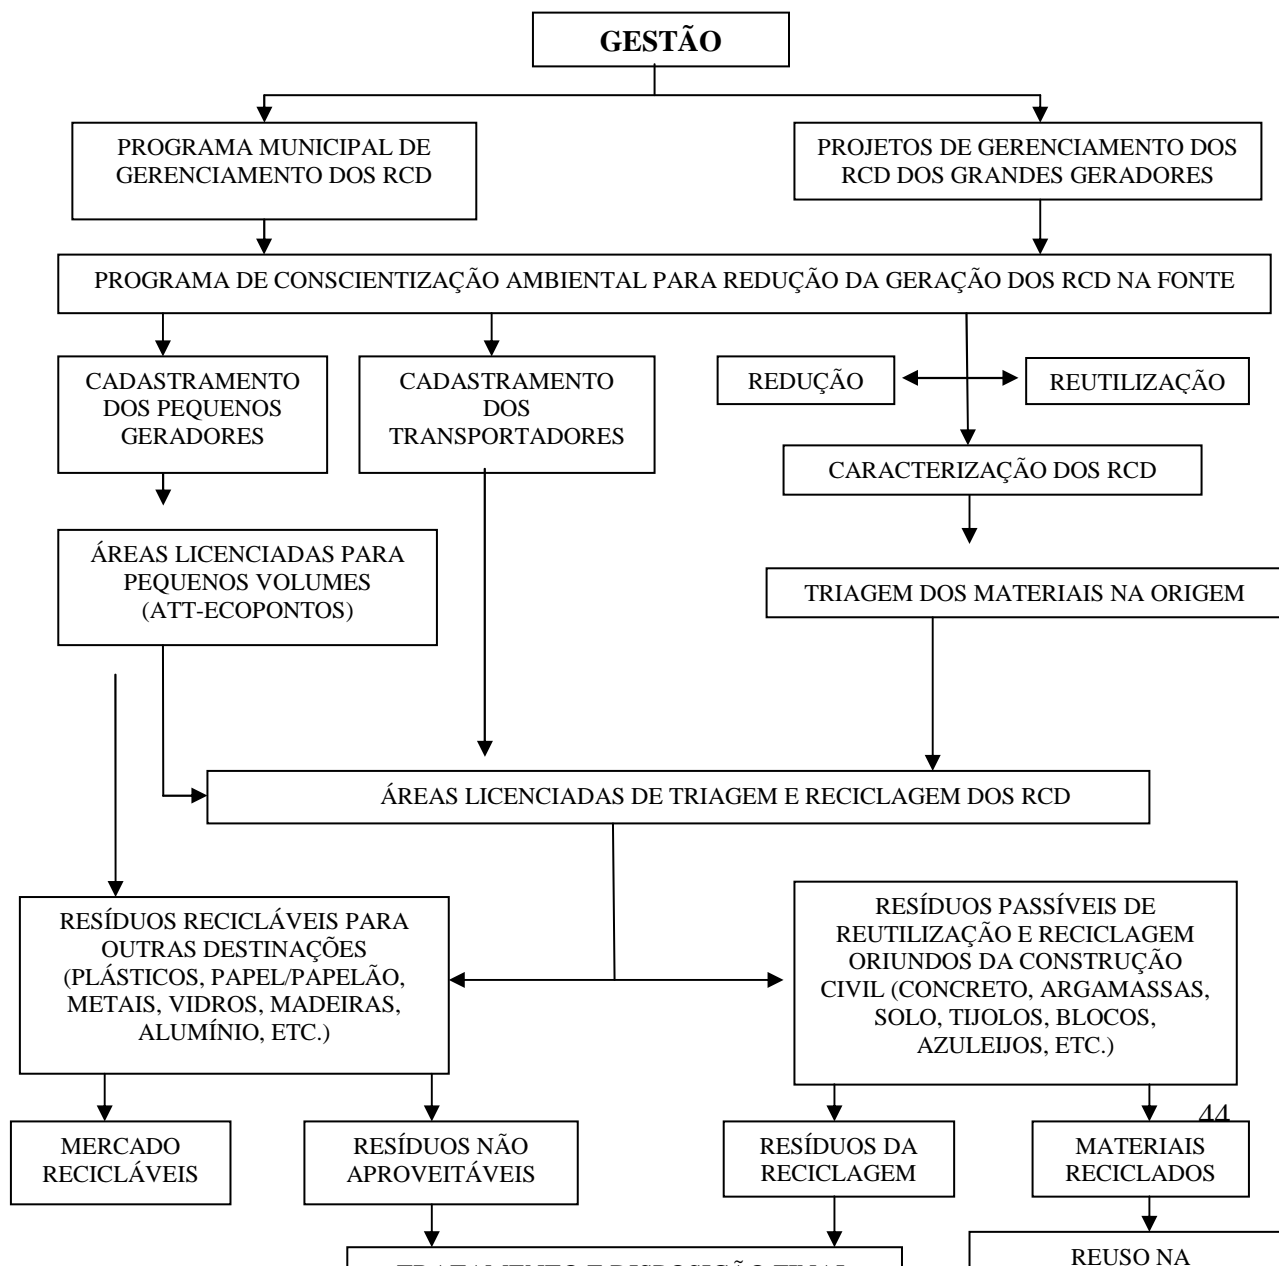 GESTÃO
PROGRAMA MUNICIPAL DE
GERENCIAMENTO DOS RCD
PROJETOS DE GERENCIAMENTO DOS
RCD DOS GRANDES GERADORES
PROGRAMA DE CONSCIENTIZAÇÃO AMBIENTAL PARA REDUÇÃO DA GERAÇÃO DOS RCD NA FONTE
CADASTRAMENTO
DOS PEQUENOS
GERADORES
CADASTRAMENTO
DOS
TRANSPORTADORES
REDUÇÃO
REUTILIZAÇÃO
CARACTERIZAÇÃO DOS RCD
ÁREAS LICENCIADAS PARA
PEQUENOS VOLUMES
(ATT-ECOPONTOS)
TRIAGEM DOS MATERIAIS NA ORIGEM
ÁREAS LICENCIADAS DE TRIAGEM E RECICLAGEM DOS RCD
RESÍDUOS RECICLÁVEIS PARA
OUTRAS DESTINAÇÕES
(PLÁSTICOS, PAPEL/PAPELÃO,
METAIS, VIDROS, MADEIRAS,
ALUMÍNIO, ETC.)
RESÍDUOS PASSÍVEIS DE
REUTILIZAÇÃO E RECICLAGEM
ORIUNDOS DA CONSTRUÇÃO
CIVIL (CONCRETO, ARGAMASSAS,
SOLO, TIJOLOS, BLOCOS,
AZULEIJOS, ETC.)
44
MERCADO
RECICLÁVEIS
RESÍDUOS NÃO
APROVEITÁVEIS
RESÍDUOS DA
RECICLAGEM
MATERIAIS
RECICLADOS
TRATAMENTO E DISPOSIÇÃO FINAL
REUSO NA